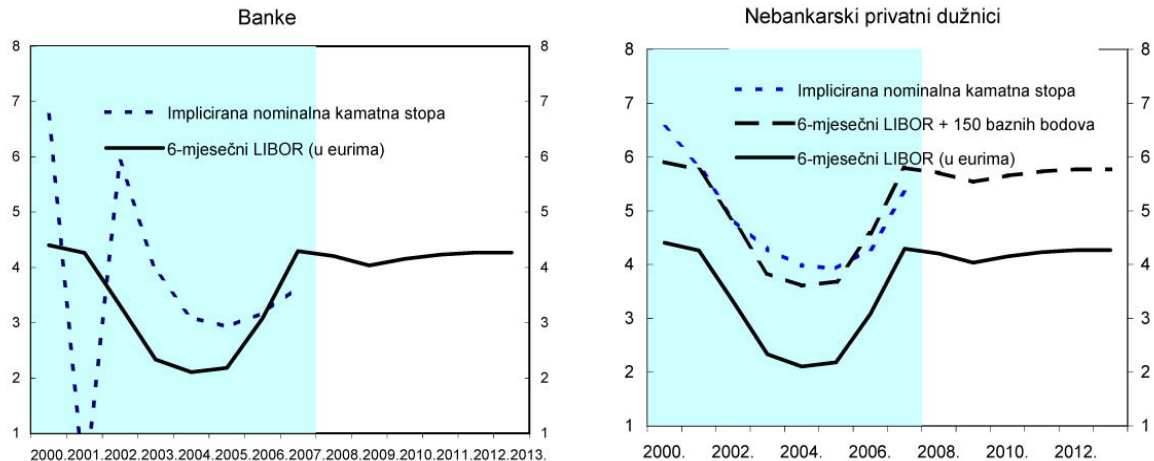 Banke
8 8
7 7
Implicirana nominalna kamatna stopa
6-mjesečni LIBOR (u eurima)
6 6
5 5
4 4
3 3
2 2
1 1
2000.2001.2002.2003.2004.2005.2006.2007.2008.2009.2010.2011.2012.2013.
Nebankarski privatni dužnici
8 8
Implicirana nominalna kamatna stopa
7 7
6-mjesečni LIBOR + 150 baznih bodova
6-mjesečni LIBOR (u eurima)
6 6
5 5
4 4
3 3
2 2
1 1
2000. 2002. 2004. 2006. 2008. 2010. 2012.